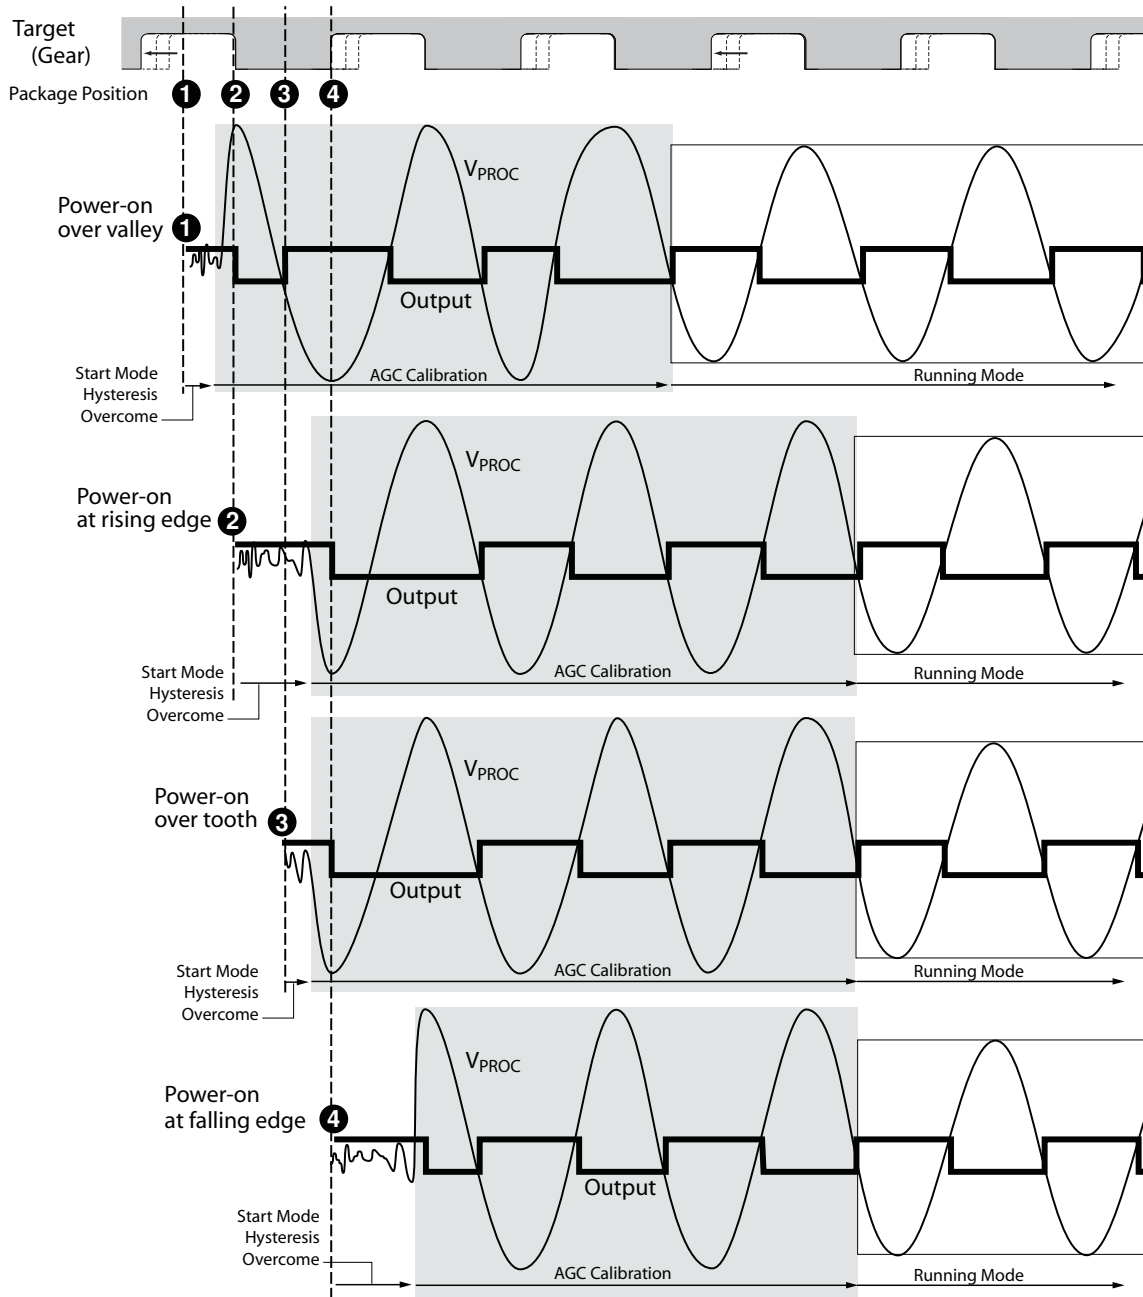 Target
(Gear)
Package Position 1 2 3 4
VPROC
Power-on
over valley 1
Output
Start Mode
Hysteresis
Overcome
AGC Calibration
Running Mode
VPROC
Power-on
at rising edge 2
Output
Start Mode
Hysteresis
Overcome
AGC Calibration
Running Mode
VPROC
Power-on
over tooth 3
Output
Start Mode
Hysteresis
Overcome
AGC Calibration
Running Mode
VPROC
Power-on
at falling edge 4
Output
Start Mode
Hysteresis
Overcome
AGC Calibration
Running Mode